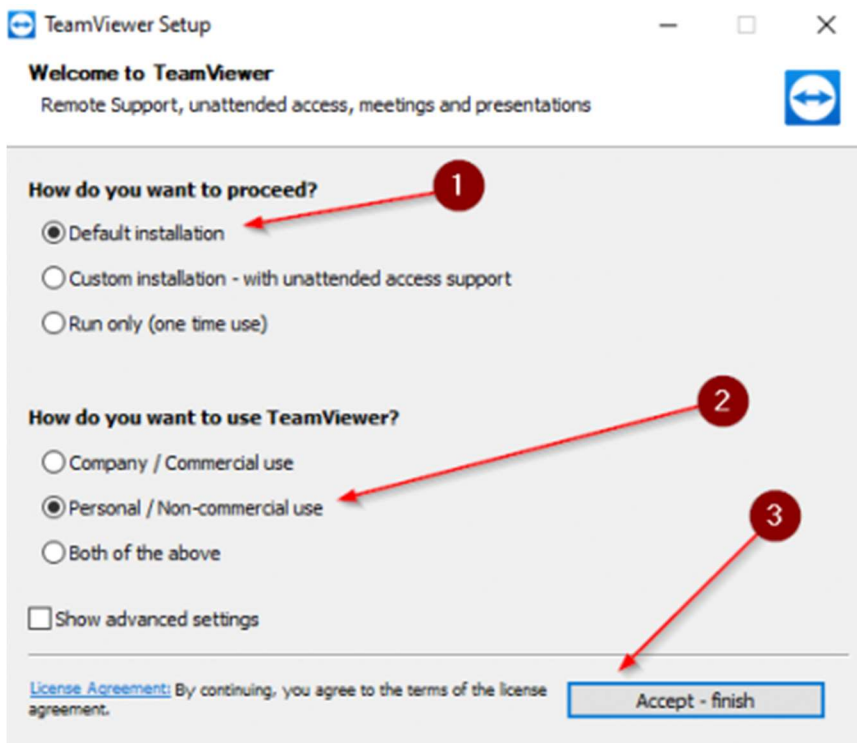 TeamViewer Setup
Welcome to TeamViewer
Remote Support, unattended access, meetings and presentations
How do you want to proceed?
1
Default installation
Custom installation - with unattended access support
Run only (one time use)
How do you want to use TeamViewer?
2
Company / Commercial use
Personal / Non-commercial use
3
Both of the above
Show advanced settings
License Agreement: By continuing, you agree to the terms of the license
agreement.
Accept - finish